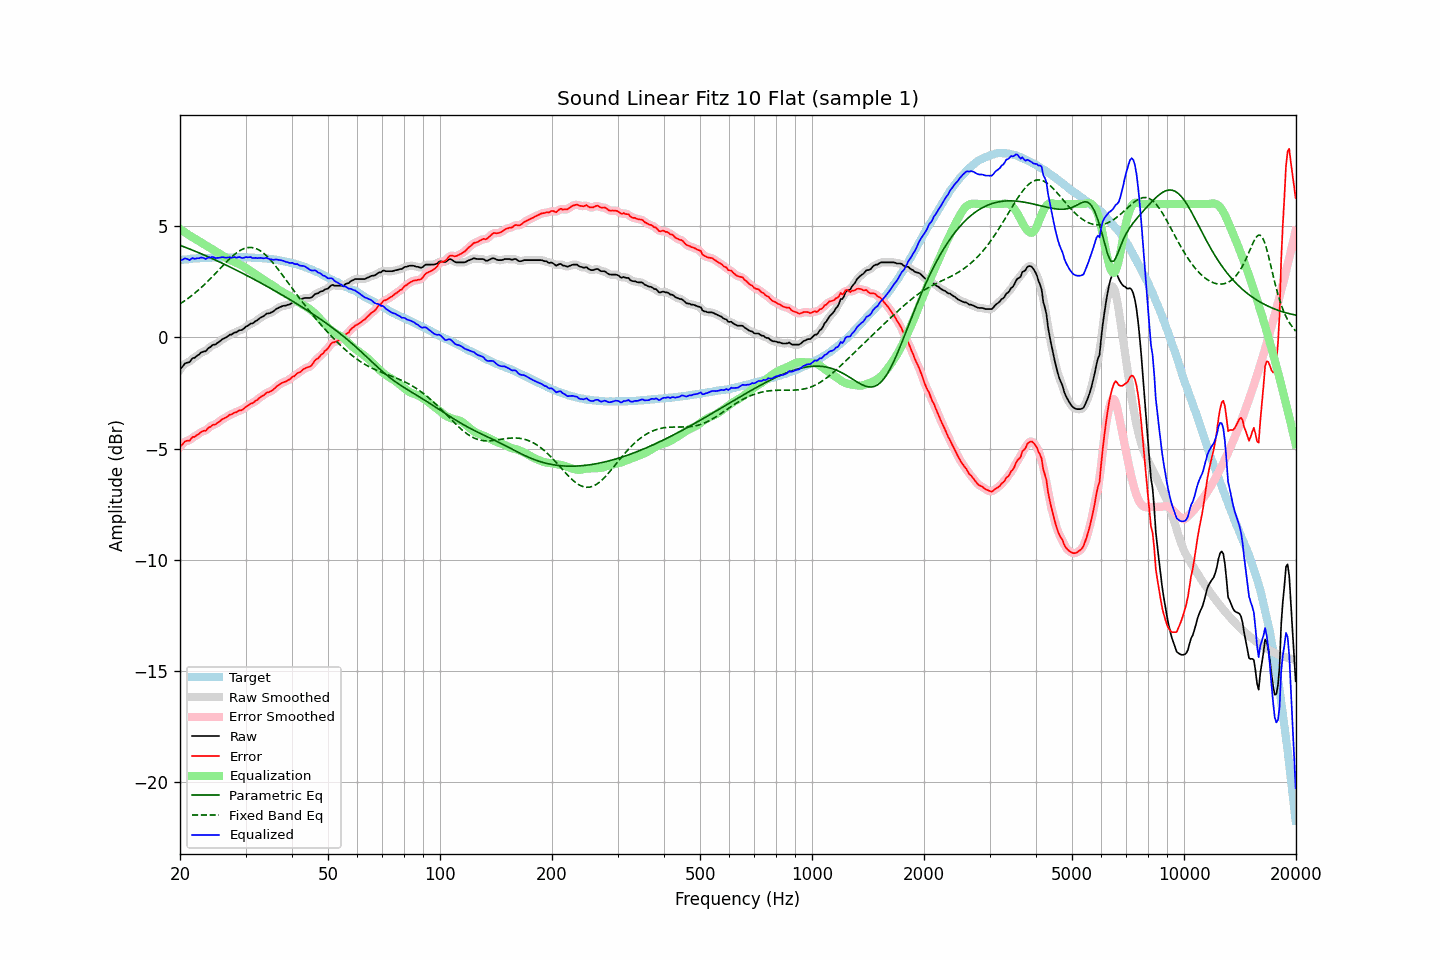 Sound Linear Fitz 10 Flat (sample 1)
Amplitude (dBr)
5
0
−5
−10
−15
−20
Target
Raw Smoothed
Error Smoothed
Raw
Error
Equalization
Parametric Eq
Fixed Band Eq
Equalized
20 50 100 200 500 1000 2000 5000 10000 20000
Frequency (Hz)